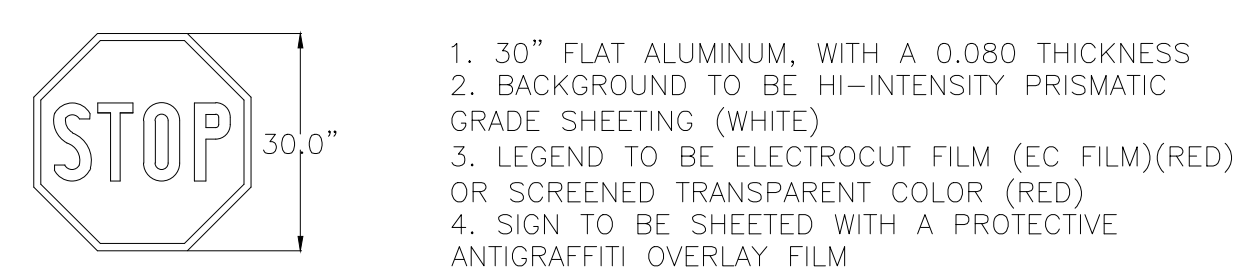 STOP
30.0”
1. 30” FLAT ALUMINUM, WITH A 0.080 THICKNESS
2. BACKGROUND TO BE HI-INTENSITY PRISMATIC
GRADE SHEETING (WHITE)
3. LEGEND TO BE ELECTROCUT FILM (EC FILM)(RED)
OR SCREENED TRANSPARENT COLOR (RED)
4. SIGN TO BE SHEETED WITH A PROTECTIVE
ANTIGRAFFITI OVERLAY FILM